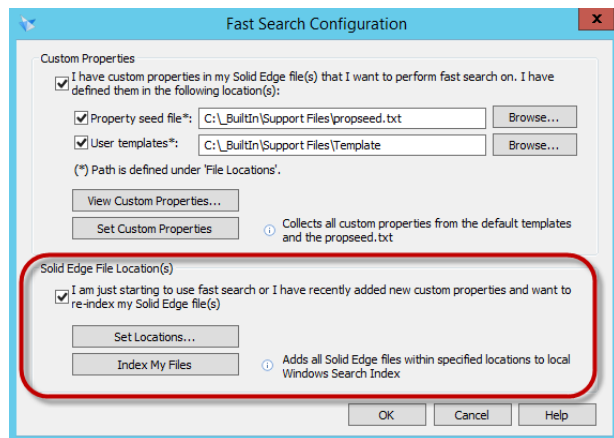 Fast Search Configuration
x
Custom Properties
I have custom properties in my Solid Edge file(s) that I want to perform fast search on. I have
defined them in the following location(s):
Property seed file*: C:\_BuiltIn\Support Files\propseed.txt Browse...
User templates*: C:\_BuiltIn\Support Files\Template Browse...
(*) Path is defined under 'File Locations'.
View Custom Properties...
Set Custom Properties
Collects all custom properties from the default templates
and the propseed.txt
Solid Edge File Location(s)
I am just starting to use fast search or I have recently added new custom properties and want to
re-index my Solid Edge file(s)
Set Locations...
Index My Files
Adds all Solid Edge files within specified locations to local
Windows Search Index
OK Cancel Help